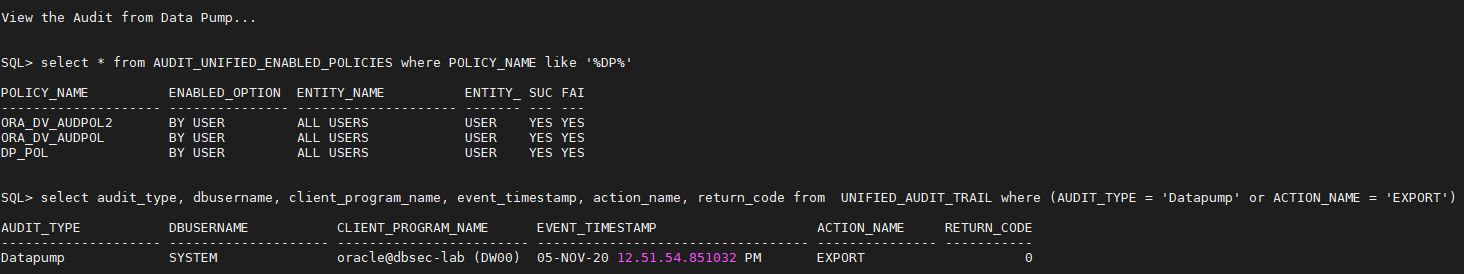 View the Audit from Data Pump...
SQL> select * from AUDIT_UNIFIED_ENABLED_POLICIES where POLICY_NAME like '%DP%'
POLICY_NAME          ENABLED_OPTION  ENTITY_NAME          ENTITY_ SUC FAI
-------------------- --------------- -------------------- ------- --- ---
ORA_DV_AUDPOL2       BY USER         ALL USERS            USER    YES YES
ORA_DV_AUDPOL        BY USER         ALL USERS            USER    YES YES
DP_POL               BY USER         ALL USERS            USER    YES YES
SQL> select audit_type, dbusername, client_program_name, event_timestamp, action_name, return_code from  UNIFIED_AUDIT_TRAIL where (AUDIT_TYPE = 'Datapump' or ACTION_NAME = 'EXPORT')
AUDIT_TYPE           DBUSERNAME           CLIENT_PROGRAM_NAME      EVENT_TIMESTAMP                    ACTION_NAME     RETURN_CODE
-------------------- -------------------- ------------------------ ---------------------------------- --------------- -----------
Datapump             SYSTEM               oracle@dbsec-lab (DW00)  05-NOV-20 12.51.54.851032 PM       EXPORT                    0